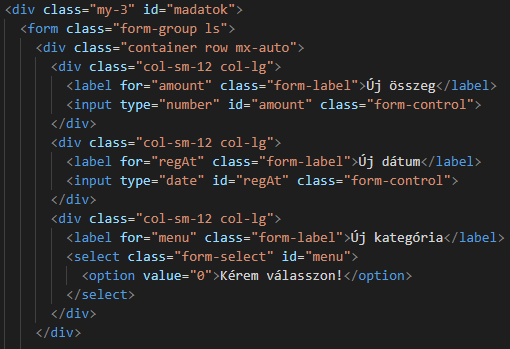 <div class="my-3" id="madatok">
<form class="form-group ls">
<div class="container row mx-auto">
<div class="col-sm-12 col-lg">
<label for="amount" class="form-label">Új összeg</label>
<input type="number" id="amount" class="form-control">
</div>
<div class="col-sm-12 col-lg">
<label for="regAt" class="form-label">Új dátum</label>
<input type="date" id="regAt" class="form-control">
</div>
<div class="col-sm-12 col-lg">
<label for="menu" class="form-label">Új kategória</label>
<select class="form-select" id="menu">
<option value="0">Kérem válasszon!</option>
</select>
</div>
</div>